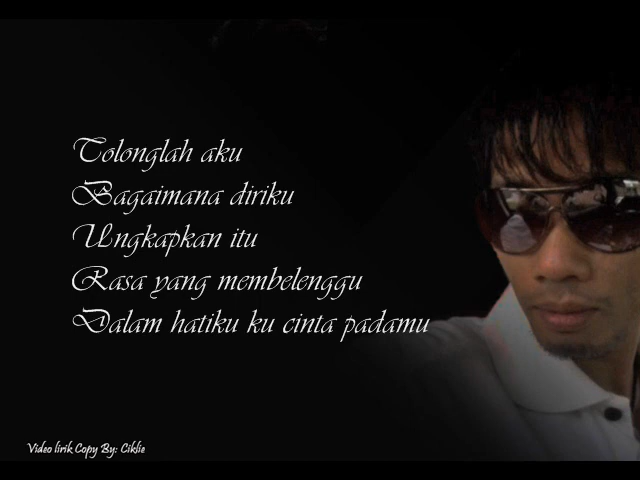 Tolonglah aku
Bagaimana diriku
Ungkapkan itu
Rasa yang membelenggu
Dalam hatiku ku cinta padamu
Video lirik Copy By: Ciklie